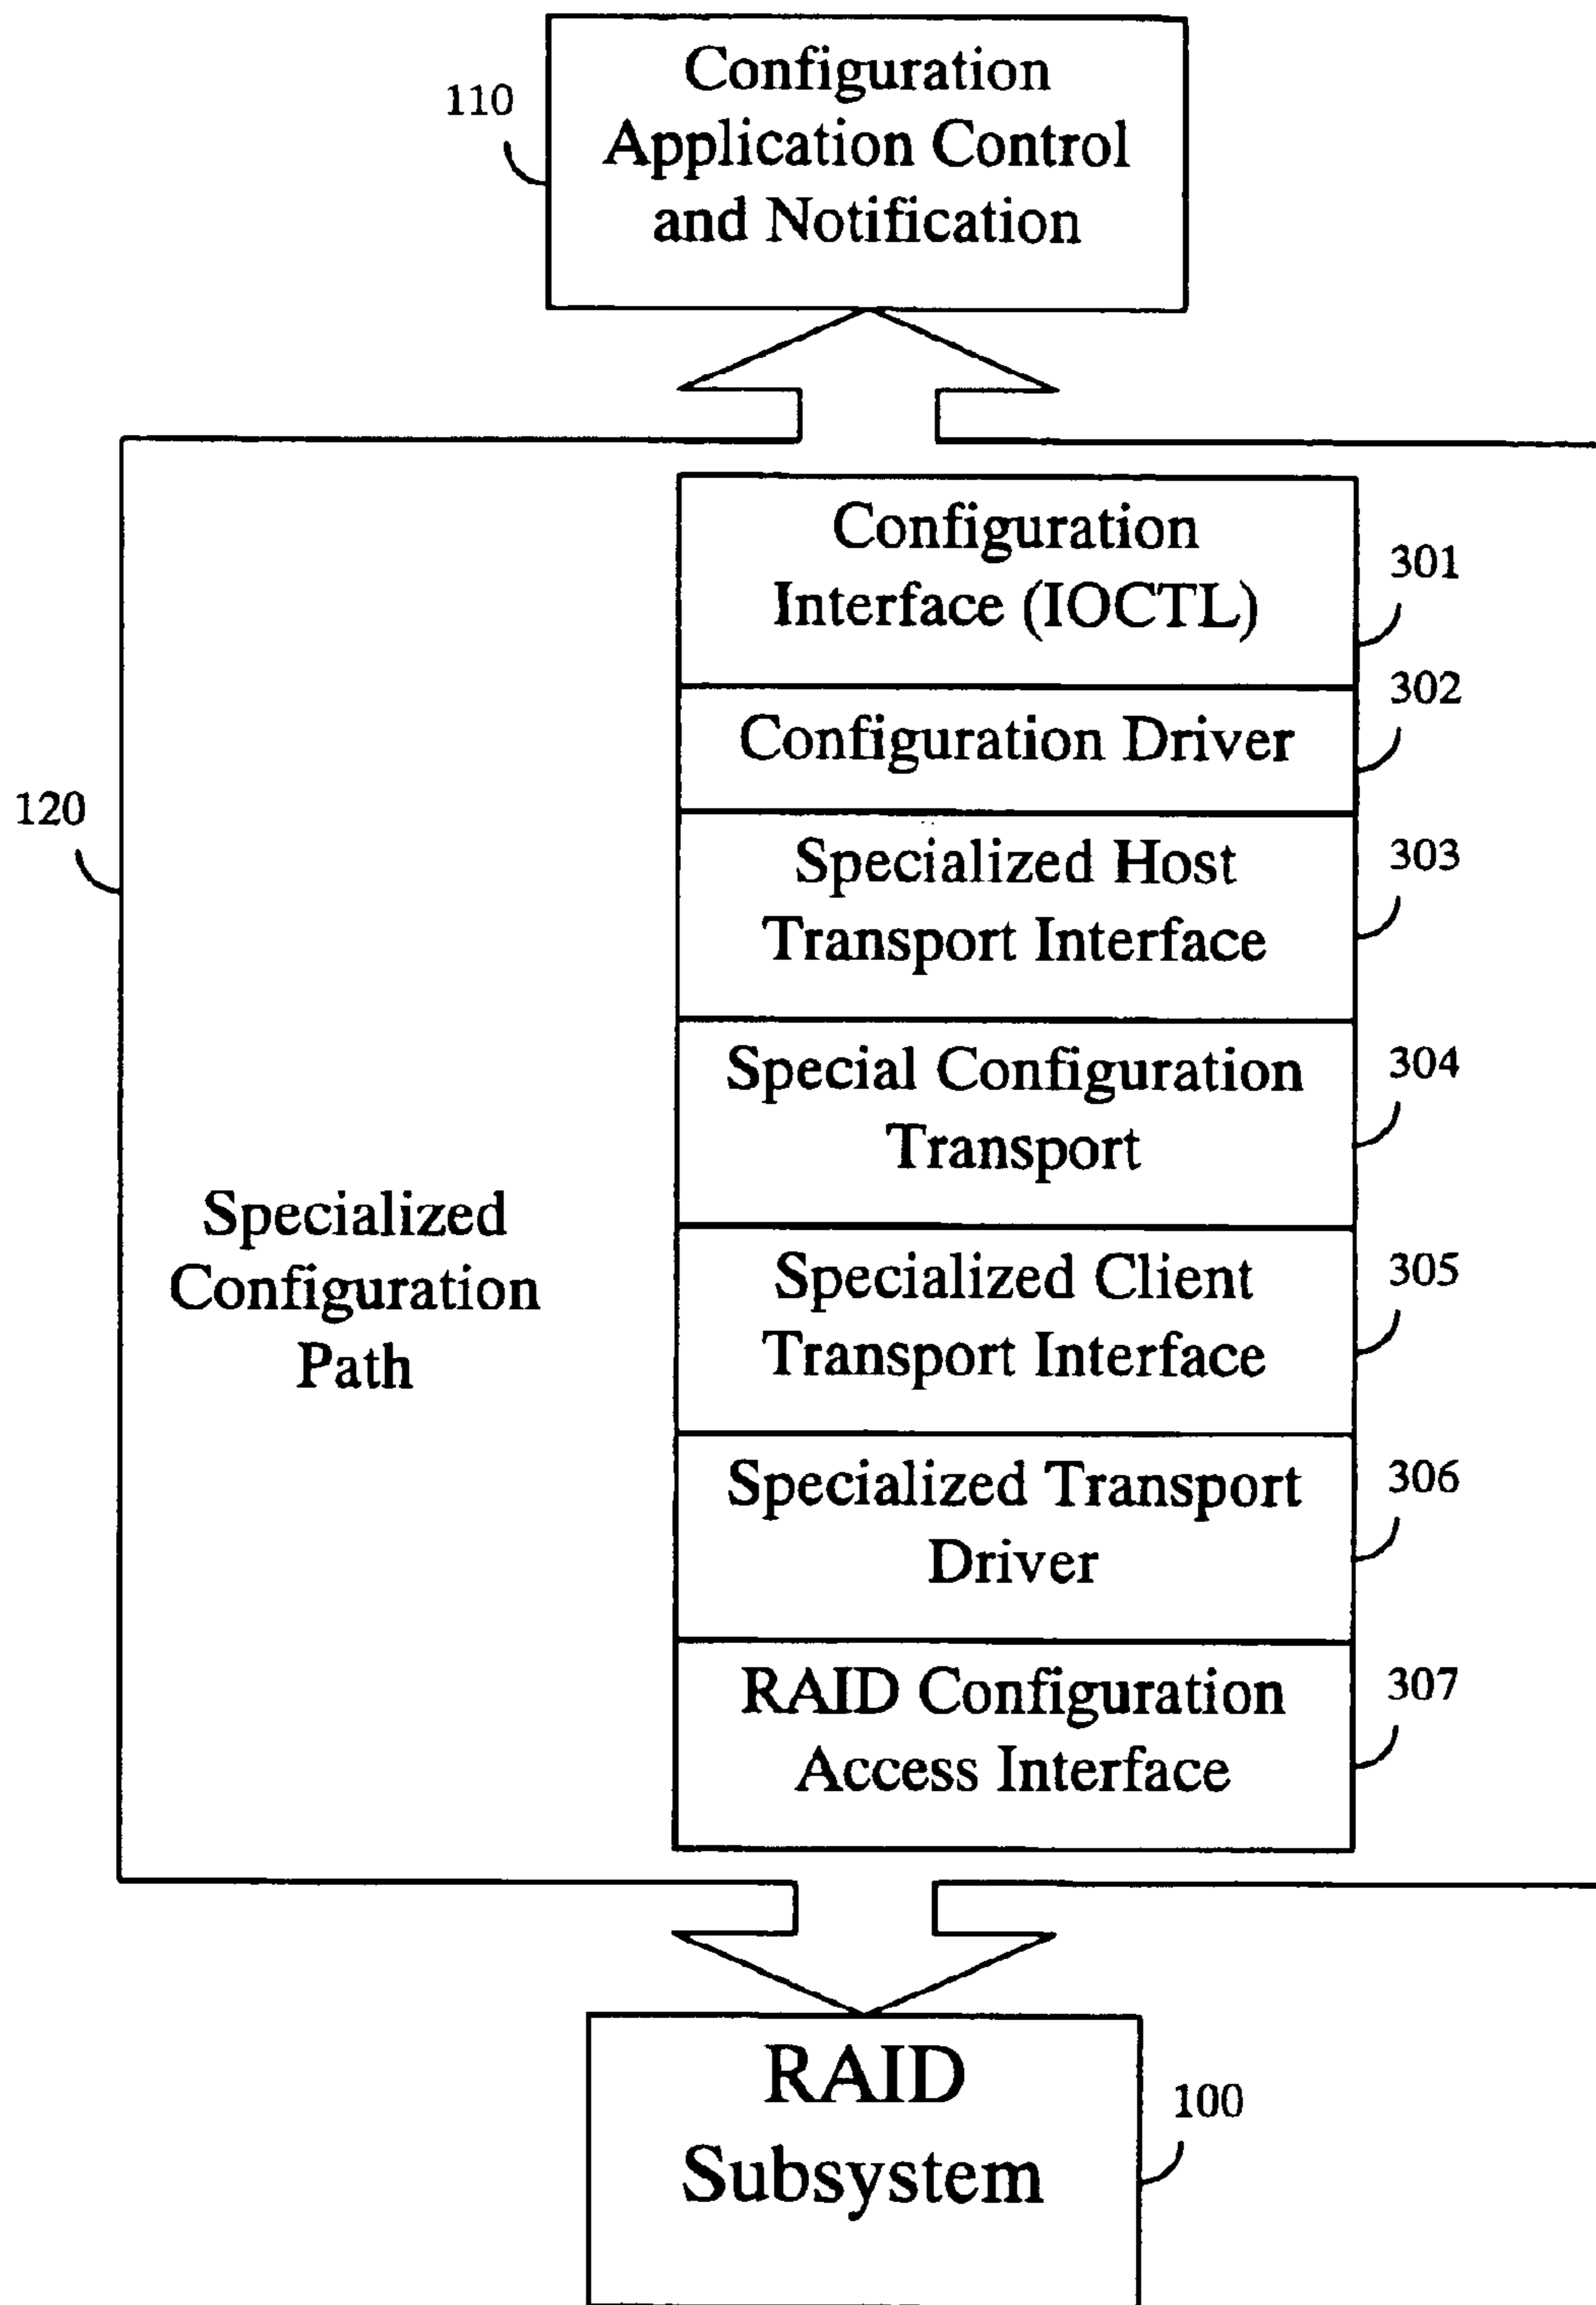 Configuration
Application Control
and Notification
110
Configuration
Interface (IOCTL)
301
Configuration Driver
302
Specialized Host
Transport Interface
303
120
Special Configuration
Transport
304
Specialized
Configuration
Path
Specialized Client
Transport Interface
305
Specialized Transport
Driver
306
RAID Configuration
Access Interface
307
RAID
Subsystem
100